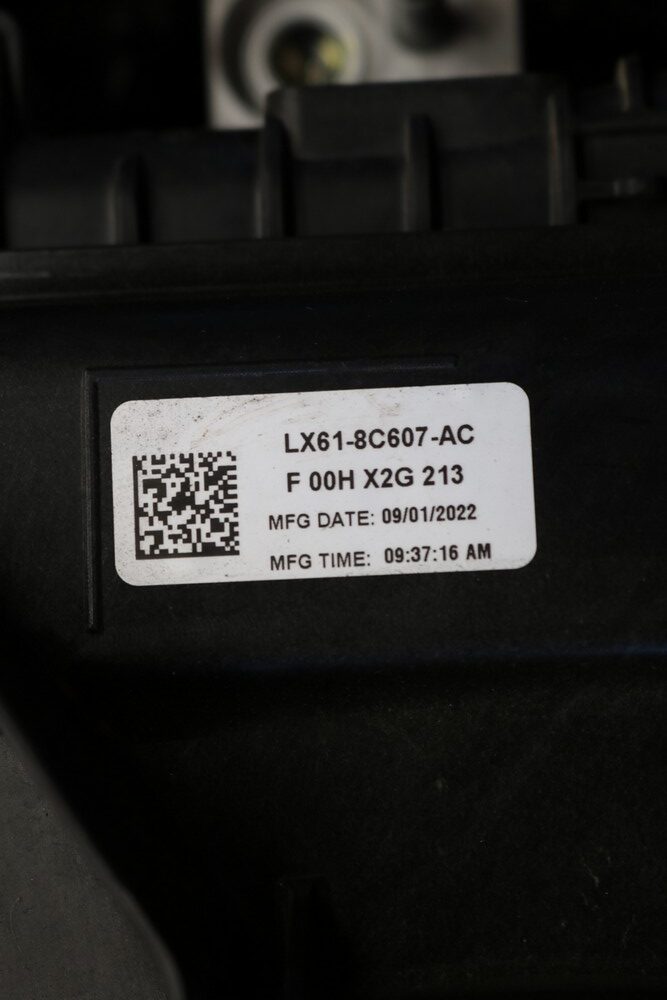 LX61-8C607-AC
F 00H X2G 213
MFG DATE: 09/01/2022
MFG TIME: 09:37:16 AM